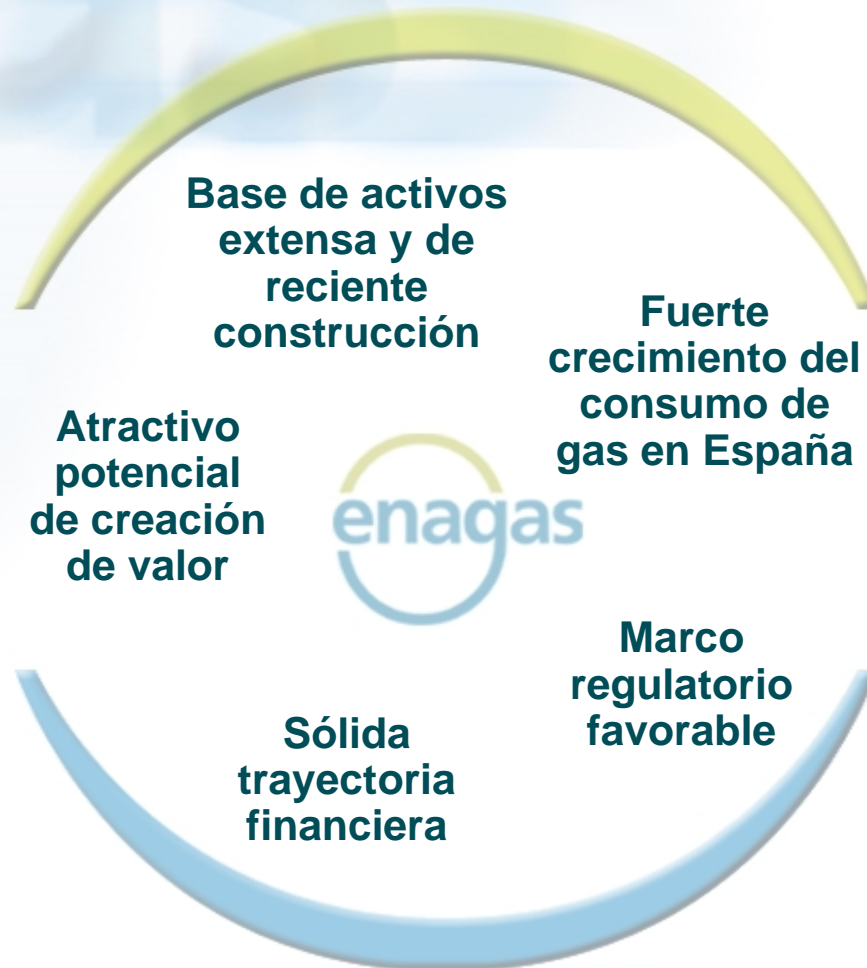 Base de activos
extensa y de
reciente
construcción
Fuerte
crecimiento del
consumo de
gas en España
Atractivo
potencial
de creación
de valor
enagas
Marco
regulatorio
favorable
Sólida
trayectoria
financiera